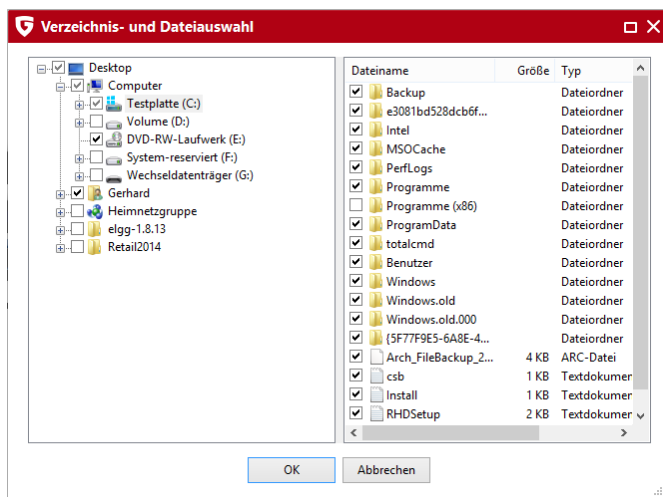 Verzeichnis- und Dateiauswahl
Desktop
Computer
Testplatte (C:)
Volume (D:)
DVD-RW-Laufwerk (E:)
System-reserviert (F:)
Wechseldatenträger (G:)
Gerhard
Heimnetzgruppe
elgg-1.8.13
Retail2014
Dateiname Größe Typ
Backup Dateiordner
e3081bd528dcb6f... Dateiordner
Intel Dateiordner
MSOCache Dateiordner
PerfLogs Dateiordner
Programme Dateiordner
Programme (x86) Dateiordner
ProgramData Dateiordner
totalcmd Dateiordner
Benutzer Dateiordner
Windows Dateiordner
Windows.old Dateiordner
Windows.old.000 Dateiordner
{5F77F9E5-6A8E-4... Dateiordner
Arch_FileBackup_2... 4 KB ARC-Datei
csb 1 KB Textdokumer
Install 1 KB Textdokumer
RHDSetup 2 KB Textdokumer
OK Abbrechen